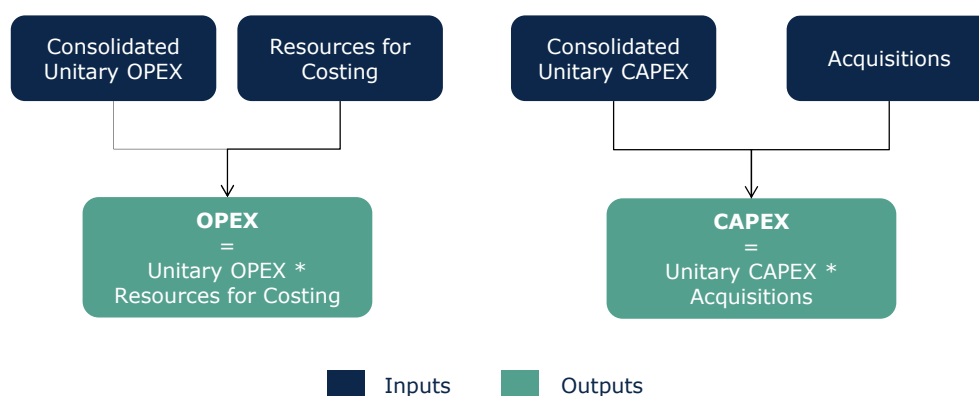 Consolidated
Unitary OPEX
Resources for
Costing
Consolidated
Unitary CAPEX
Acquisitions
OPEX
=
Unitary OPEX *
Resources for Costing
CAPEX
=
Unitary CAPEX *
Acquisitions
Inputs
Outputs